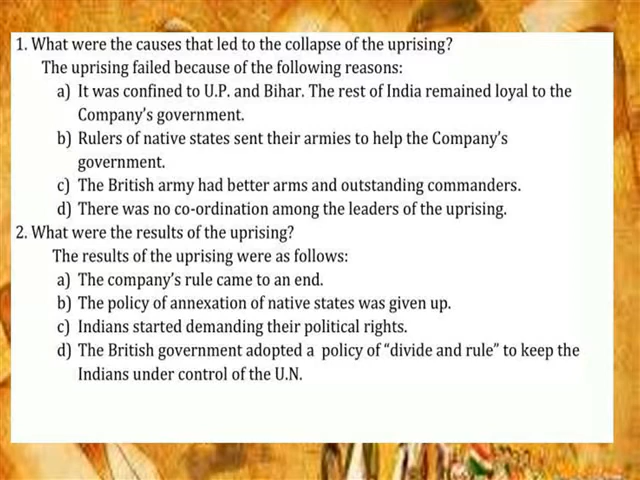 1. What were the causes that led to the collapse of the uprising?
The uprising failed because of the following reasons:
a) It was confined to U.P. and Bihar. The rest of India remained loyal to the
Company's government.
b) Rulers of native states sent their armies to help the Company's
government.
c) The British army had better arms and outstanding commanders.
d) There was no co-ordination among the leaders of the uprising.
2. What were the results of the uprising?
The results of the uprising were as follows:
a) The company's rule came to an end.
b) The policy of annexation of native states was given up.
c) Indians started demanding their political rights.
d) The British government adopted a policy of "divide and rule" to keep the
Indians under control of the U.N.